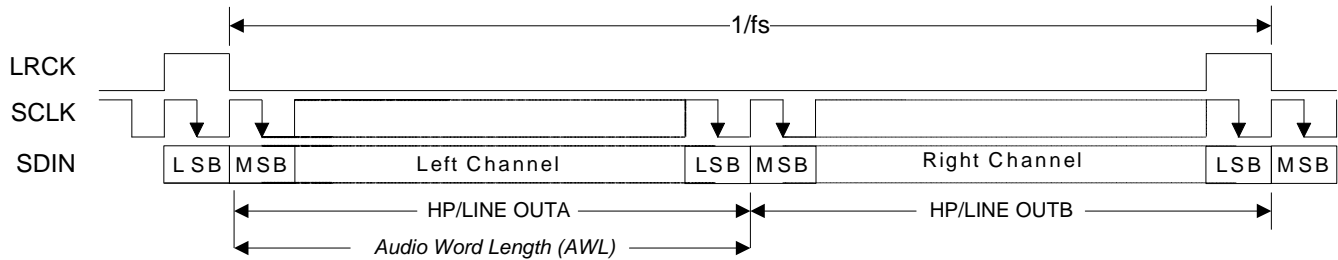 1/fs
LRCK
SCLK
SDIN
LSB MSB Left Channel LSB MSB Right Channel LSB MSB
HP/LINE OUTA HP/LINE OUTB
Audio Word Length (AWL)